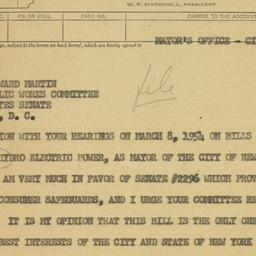 W. P. MARSHALL, PRESIDENT
PD. OR COLL.
CASH NO.
CHARGE TO THE ACCOUNT
ngs, subject to the terms on back hereof, which are hereby agreed to
MAYOR'S OFFICE - CI
WARD MARTIN
file
LIC WORKS COMMITTEE
TES SENATE
, D. C.
ION WITH YOUR HEARINGS ON MARCH 8, 1954 ON BILLS
HYDRO ELECTRIC POWER, AS MAYOR OF THE CITY OF NEW
AM VERY MUCH IN FAVOR OF SENATE #2296 WHICH PROV
CONSUMER SAFEGUARDS, AND I URGE YOUR COMMITTEE RE
IT IS MY OPINION THAT THIS BILL IS THE ONLY ONE
BEST INTERESTS OF THE CITY AND STATE OF NEW YORK